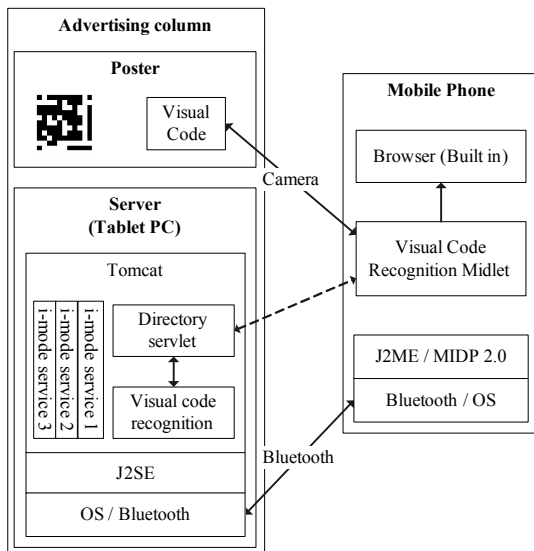 Advertising column
Poster
Visual
Code
Camera
Server
(Tablet PC)
Tomcat
i-mode service 3
i-mode service 2
i-mode service 1
Directory
servlet
Visual code
recognition
J2SE
OS / Bluetooth
Bluetooth
Mobile Phone
Browser (Built in)
Visual Code
Recognition Midlet
J2ME / MIDP 2.0
Bluetooth / OS